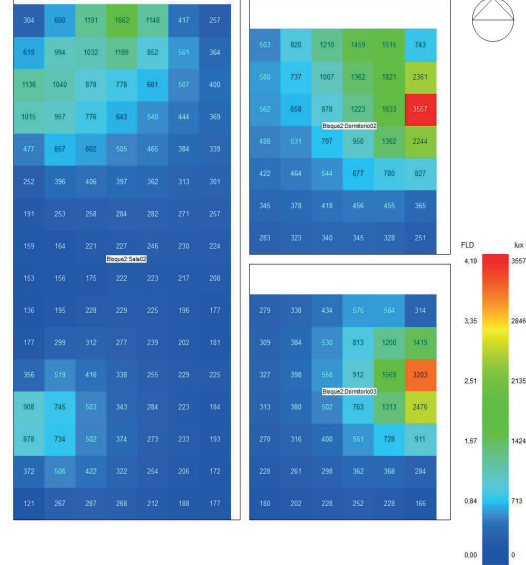 304 600 1191 1662 1148 417 257
619 994 1032 1189 852 561 364
1136 1040 878 778 661 507 400
1015 957 776 643 540 444 369
477 657 602 505 465 384 339
252 396 406 397 362 313 301
191 253 258 284 282 271 257
159 164 221 227 246 230 224
Bloque2:Sala02
153 156 175 222 223 217 208
136 195 228 229 225 196 177
177 299 312 277 239 202 181
356 519 416 338 255 229 225
908 745 503 343 284 223 184
878 734 502 374 273 233 193
372 506 422 322 254 206 172
121 267 287 268 212 188 177
503 820 1210 1459 1515 743
580 737 1007 1362 1821 2361
562 658 878 1223 1833 3557
Bloque2:Dormitorio02
488 531 707 950 1362 2244
422 464 544 677 780 827
345 378 418 456 455 365
283 323 340 345 328 251
279 338 434 576 584 314
309 384 530 813 1208 1419
327 398 558 912 1569 3203
Bloque2:Dormitorio03
313 380 502 763 1313 2476
270 316 400 561 728 911
228 261 298 362 368 284
180 202 228 252 228 166
FLD lux
4,19 3557
3,35 2846
2,51 2135
1,67 1424
0,84 713
0,00 0